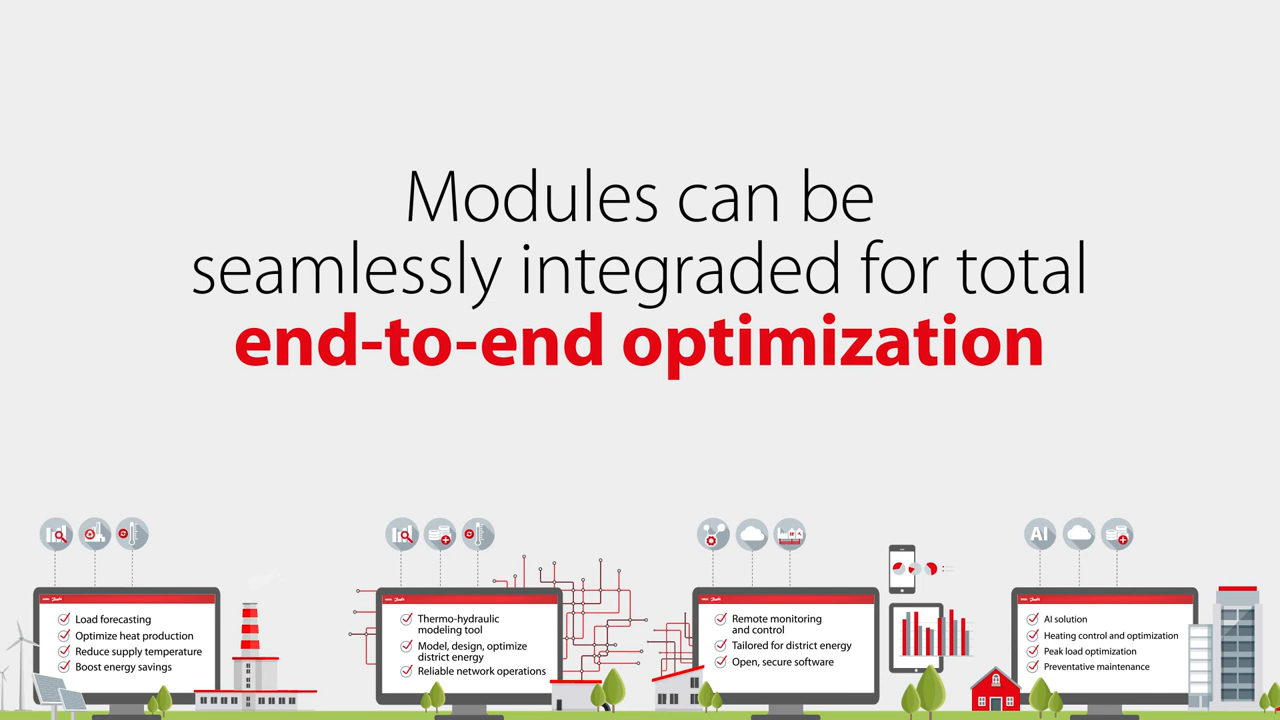 Modules can be
seamlessly integraded for total
end-to-end optimization
AI
Load forecasting
Optimize heat production
Reduce supply temperature
Boost energy savings
Thermo-hydraulic
modeling tool
Model, design, optimize
district energy
Reliable network operations
Remote monitoring
and control
Tailored for district energy
Open, secure software
AI solution
Heating control and optimization
Peak load optimization
Preventative maintenance